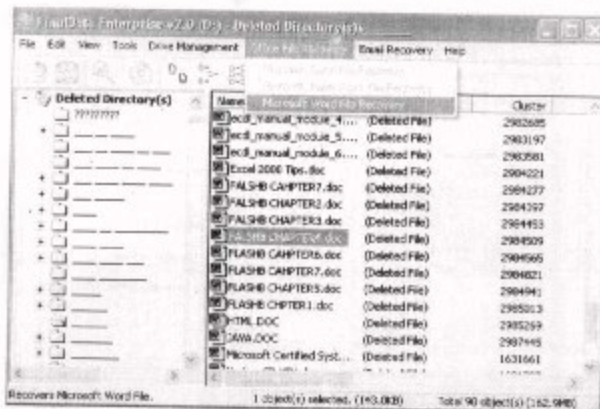 FinalData Enterprise v2.0 (D:) - Deleted Directory(s)
File Edit View Tools Drive Management Office File Recovery Email Recovery Help
Microsoft Word File Recovery
Deleted Directory(s)
?????????
Name
Cluster
ecdl_manual_module_4.... (Deleted File) 2982685
ecdl_manual_module_5.... (Deleted File) 2983197
ecdl_manual_module_6.... (Deleted File) 2983581
Excel 2000 Tips.doc (Deleted File) 2984221
FALSHB CAHPTER7.doc (Deleted File) 2984277
FALSHB CHAPTER2.doc (Deleted File) 2984397
FALSHB CHAPTER3.doc (Deleted File) 2984453
(Deleted File) 2984509
FLASHB CAHPTER6.doc (Deleted File) 2984565
FLASHB CAHPTER7.doc (Deleted File) 2984821
FLASHB CHAPTER5.doc (Deleted File) 2984941
FLASHB CHPTER1.doc (Deleted File) 2985013
HTML.DOC (Deleted File) 2985269
JAVA.DOC (Deleted File) 2987445
Microsoft Certified Syst... (Deleted File) 1631661
Recovers Microsoft Word File.
1 object(s) selected. (143.0KB)
Total 90 object(s) (162.9MB)